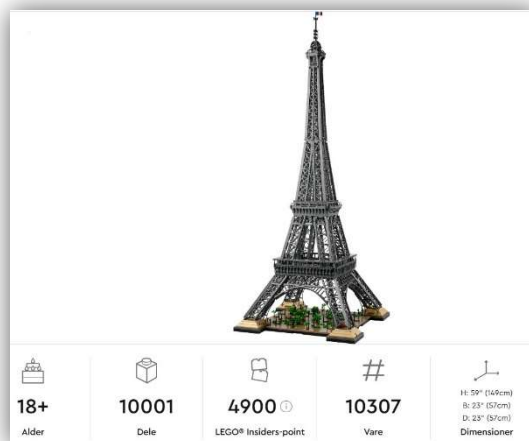 18+
Alder
10001
Dele
4900
LEGO® Insiders-point
#
10307
Vare
H: 59" (149cm)
B: 23" (57cm)
D: 23" (57cm)
Dimensioner